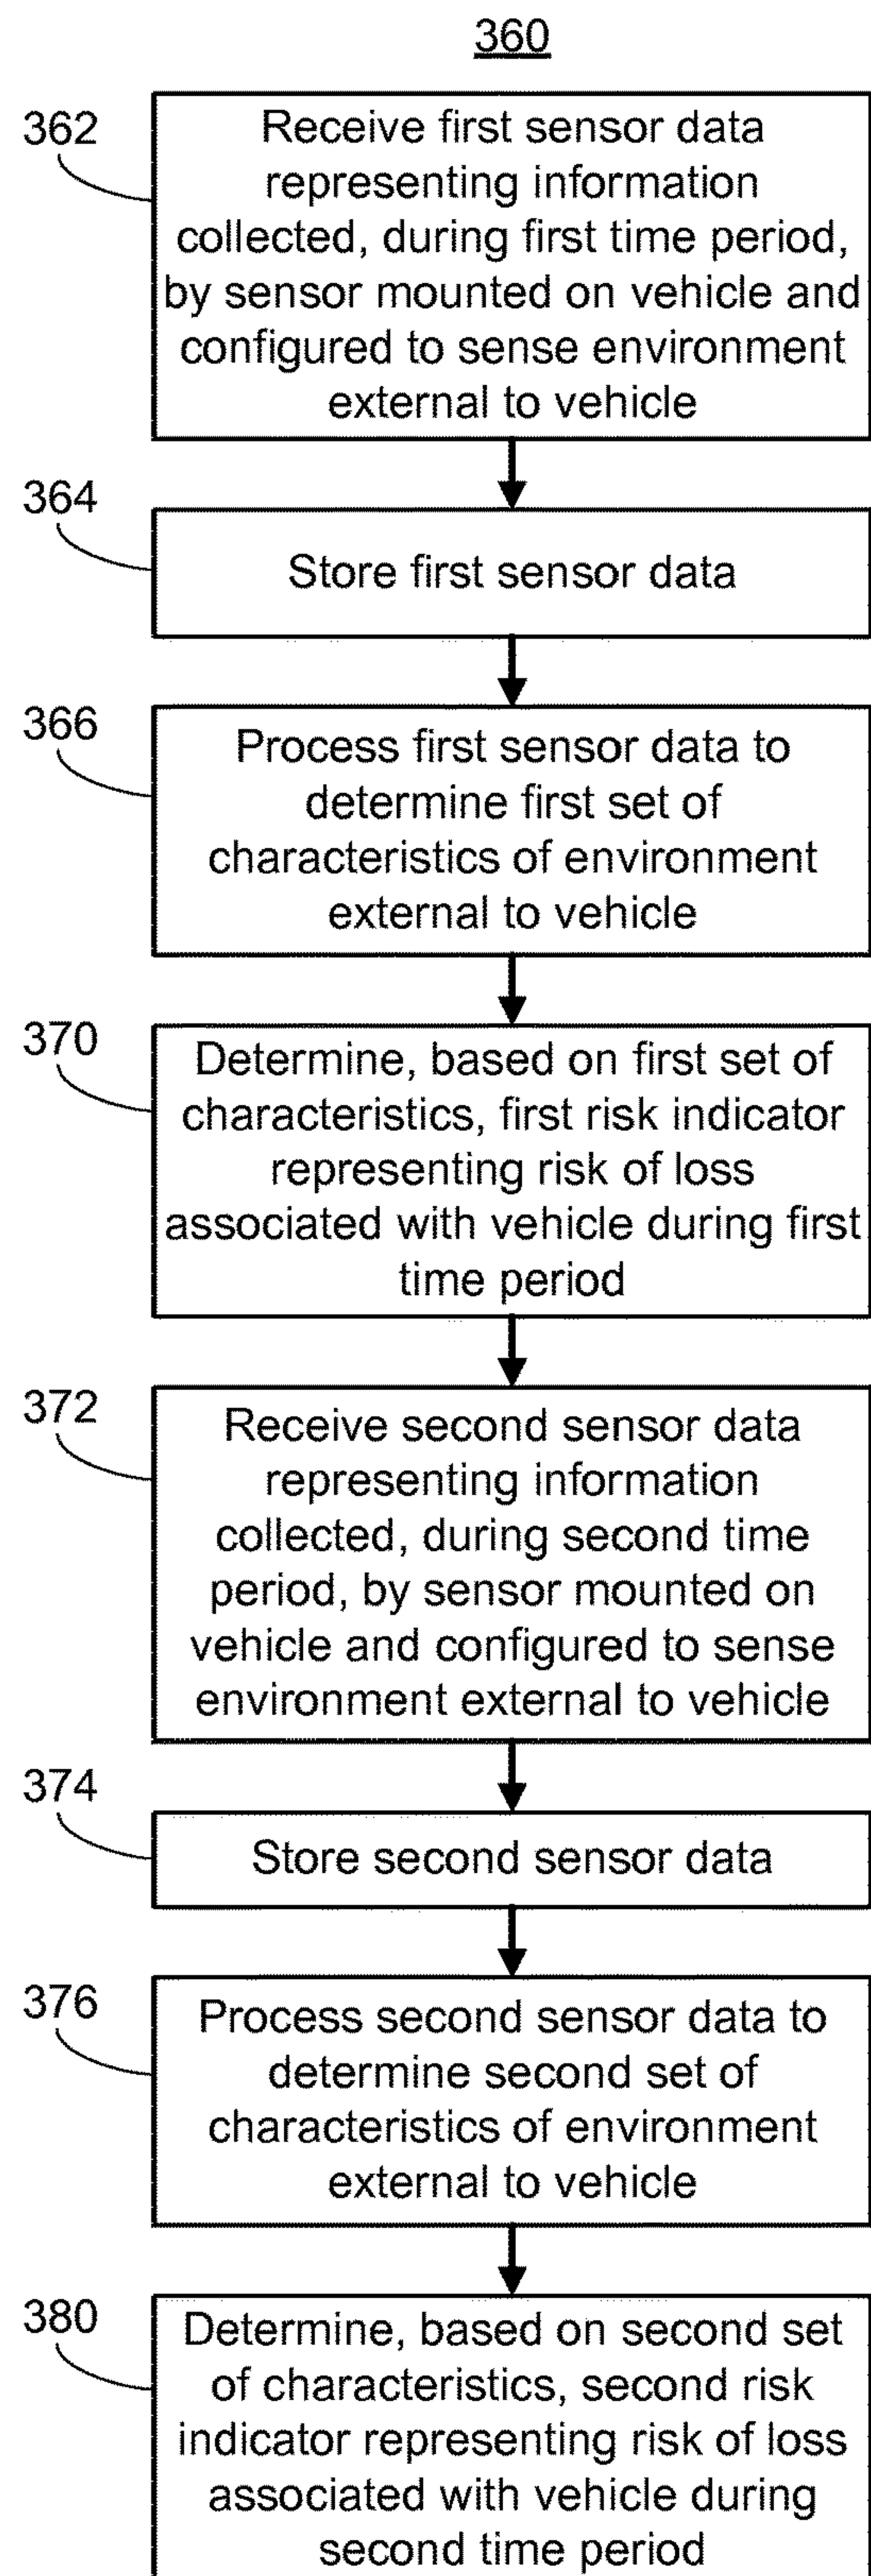 360
362
Receive first sensor data
representing information
collected, during first time period,
by sensor mounted on vehicle and
configured to sense environment
external to vehicle
364
Store first sensor data
366
Process first sensor data to
determine first set of
characteristics of environment
external to vehicle
370
Determine, based on first set of
characteristics, first risk indicator
representing risk of loss
associated with vehicle during first
time period
372
Receive second sensor data
representing information
collected, during second time
period, by sensor mounted on
vehicle and configured to sense
environment external to vehicle
374
Store second sensor data
376
Process second sensor data to
determine second set of
characteristics of environment
external to vehicle
380
Determine, based on second set
of characteristics, second risk
indicator representing risk of loss
associated with vehicle during
second time period